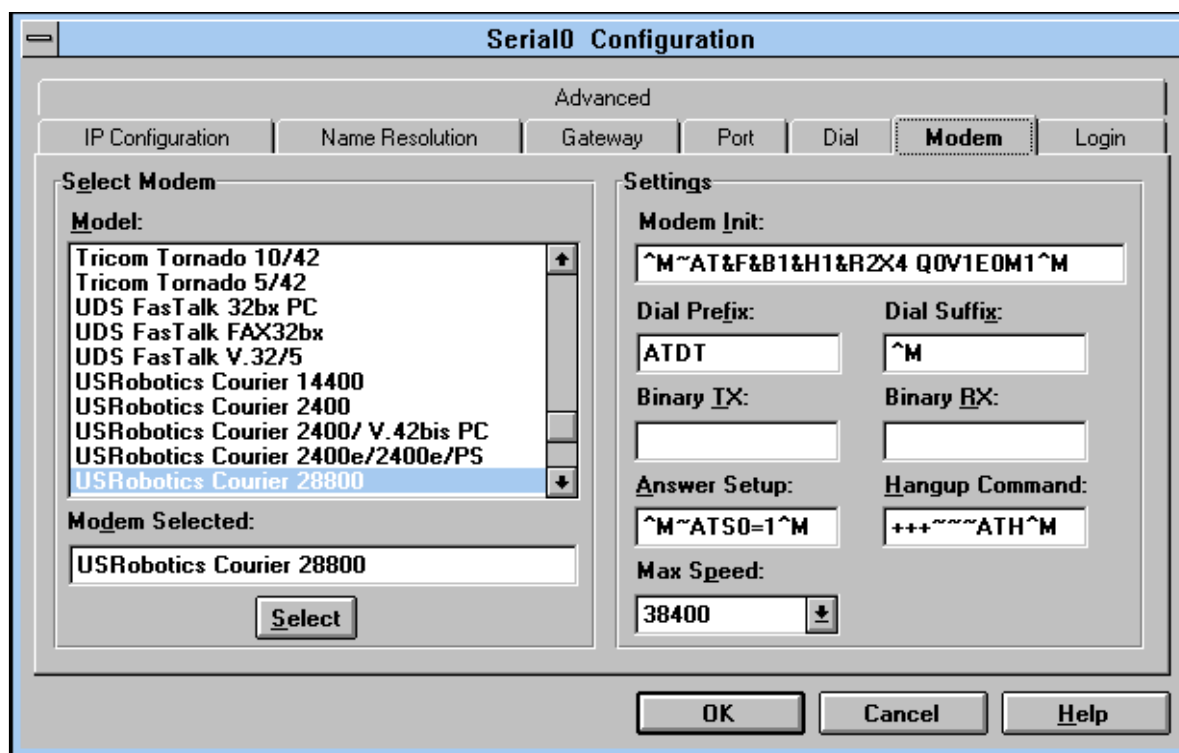 Serial0 Configuration
Advanced
IP Configuration
Name Resolution
Gateway
Port
Dial
Modem
Login
Select Modem
Model:
Tricom Tornado 10/42
Tricom Tornado 5/42
UDS FasTalk 32bx PC
UDS FasTalk FAX32bx
UDS FasTalk V.32/5
USRobotics Courier 14400
USRobotics Courier 2400
USRobotics Courier 2400/ V.42bis PC
USRobotics Courier 2400e/2400e/PS
USRobotics Courier 28800
Modem Selected:
USRobotics Courier 28800
Select
Settings
Modem Init:
^M~AT&F&B1&H1&R2X4 Q0V1E0M1^M
Dial Prefix:
Dial Suffix:
ATDT
^M
Binary TX:
Binary RX:
Answer Setup:
Hangup Command:
^M~ATS0=1^M
+++~~~ATH^M
Max Speed:
38400
OK
Cancel
Help